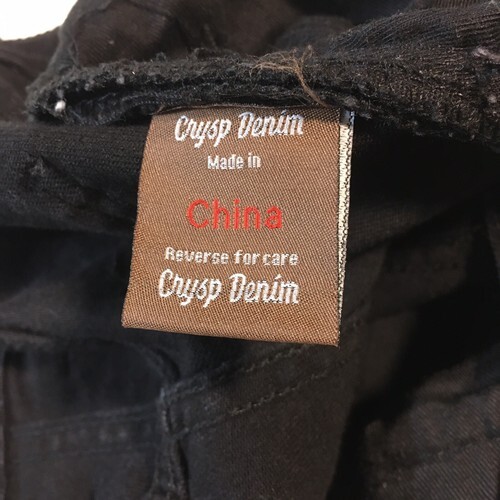 Crysp Denim
Made in
China
Reverse for care
Crysp Denim